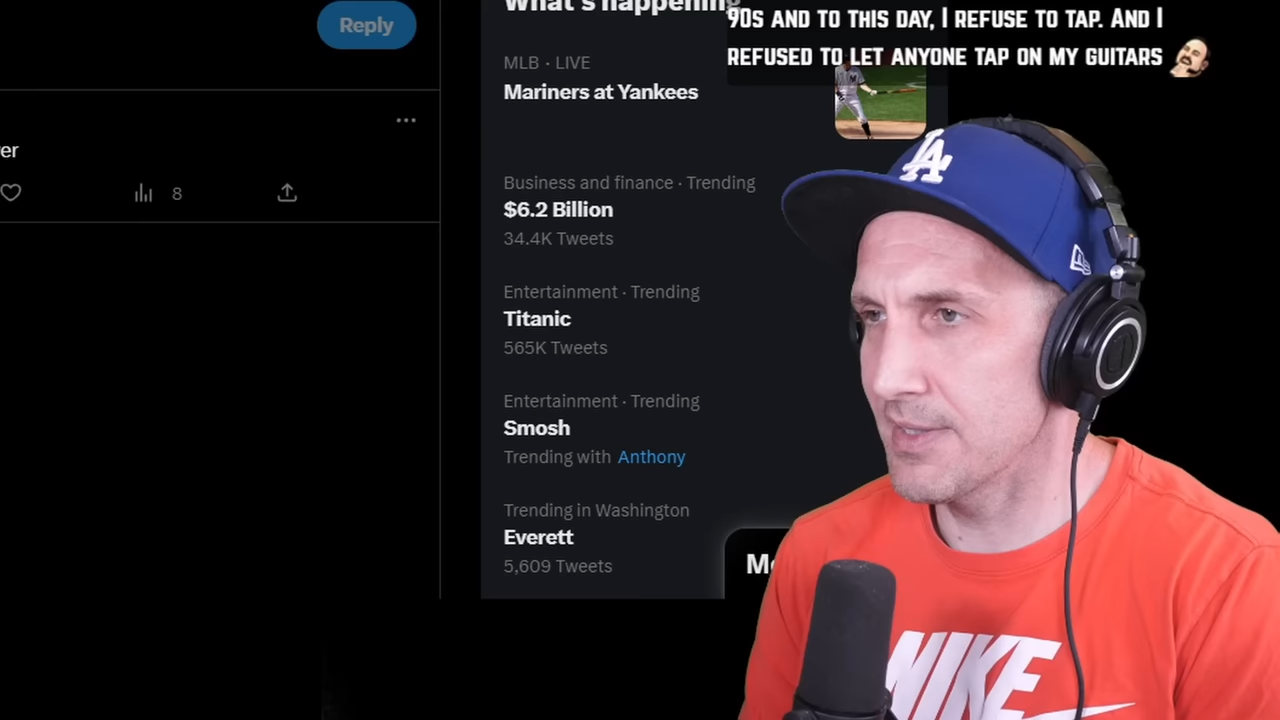 Reply
er
8
What's happening
MLB · LIVE
Mariners at Yankees
Business and finance · Trending
$6.2 Billion
34.4K Tweets
Entertainment · Trending
Titanic
565K Tweets
Entertainment · Trending
Smosh
Trending with Anthony
Trending in Washington
Everett
5,609 Tweets
90s AND TO THIS DAY, I REFUSE TO TAP. AND I
REFUSED TO LET ANYONE TAP ON MY GUITARS
LA
NIKE